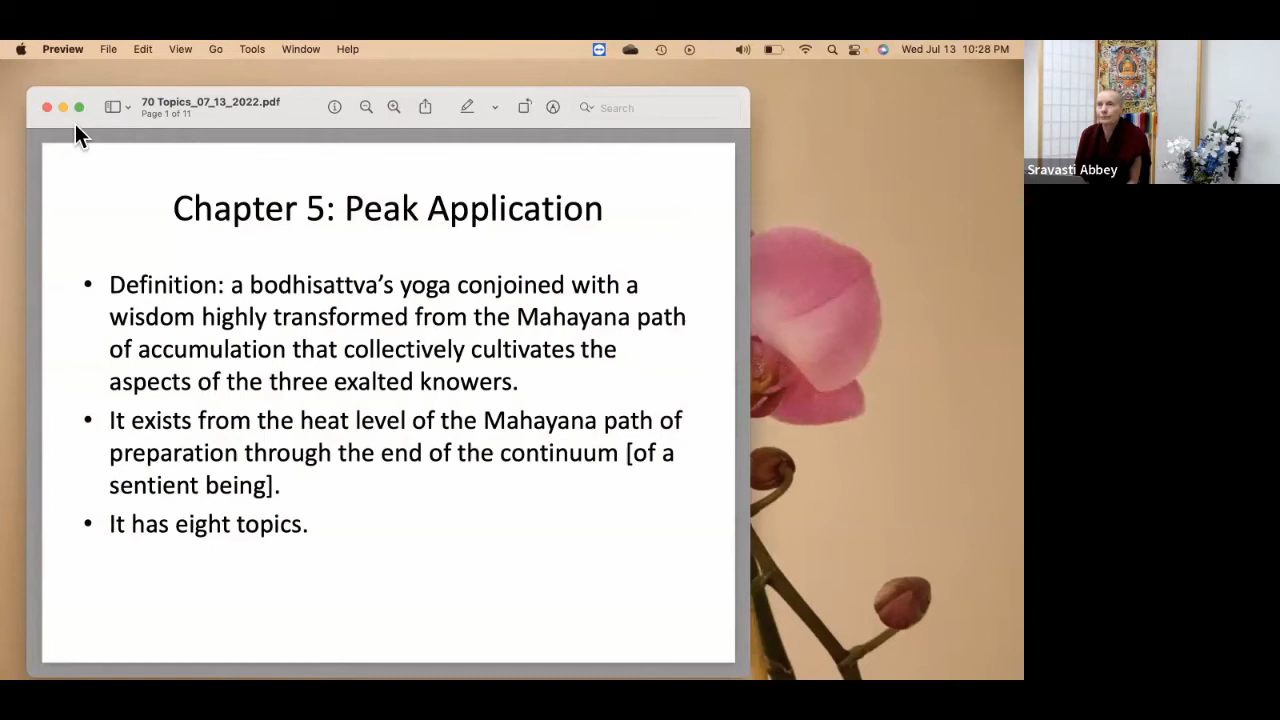 Preview File Edit View Go Tools Window Help Wed Jul 13 10:28 PM
70 Topics_07_13_2022.pdf
Page 1 of 11
Search
Chapter 5: Peak Application
• Definition: a bodhisattva’s yoga conjoined with a
wisdom highly transformed from the Mahayana path
of accumulation that collectively cultivates the
aspects of the three exalted knowers.
• It exists from the heat level of the Mahayana path of
preparation through the end of the continuum [of a
sentient being].
• It has eight topics.
Sravasti Abbey